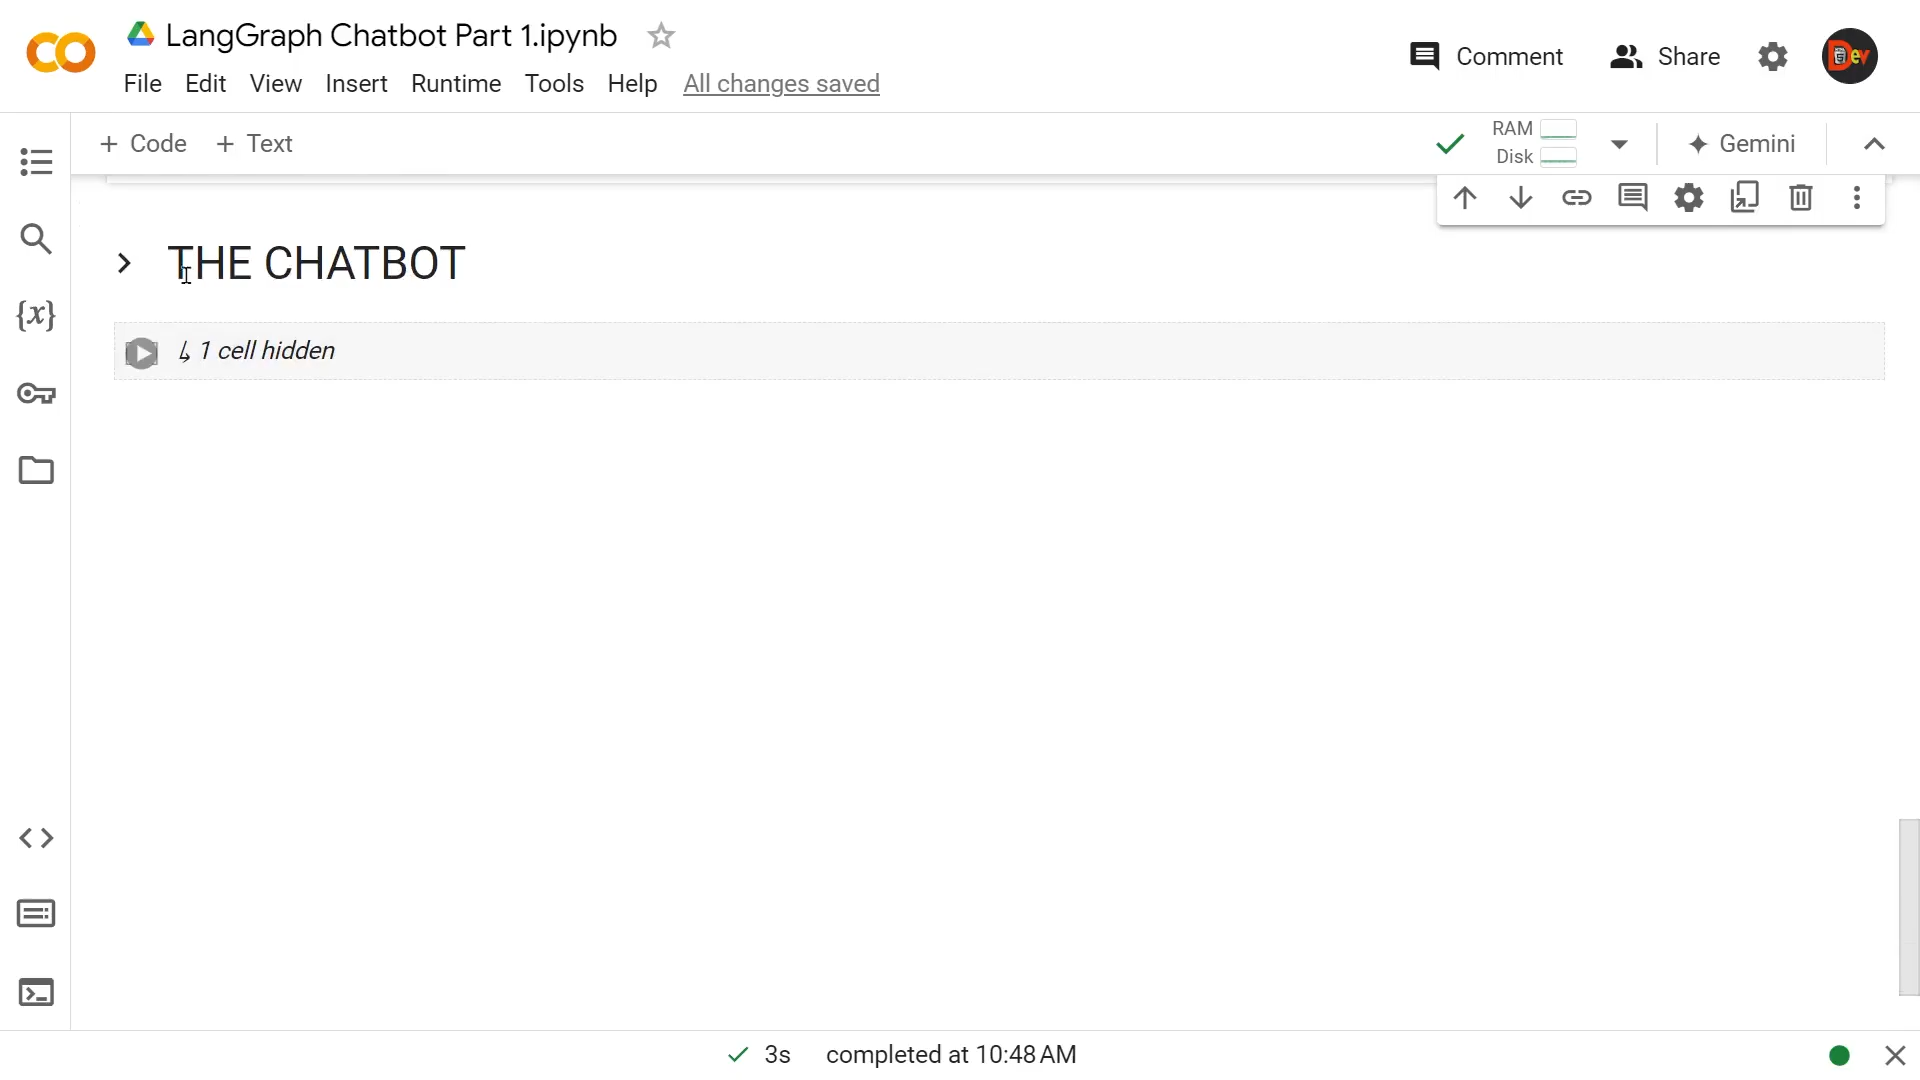 LangGraph Chatbot Part 1.ipynb
File Edit View Insert Runtime Tools Help All changes saved
Comment Share
Dev
+ Code + Text
RAM
Disk
Gemini
THE CHATBOT
↳ 1 cell hidden
{x}
3s completed at 10:48 AM